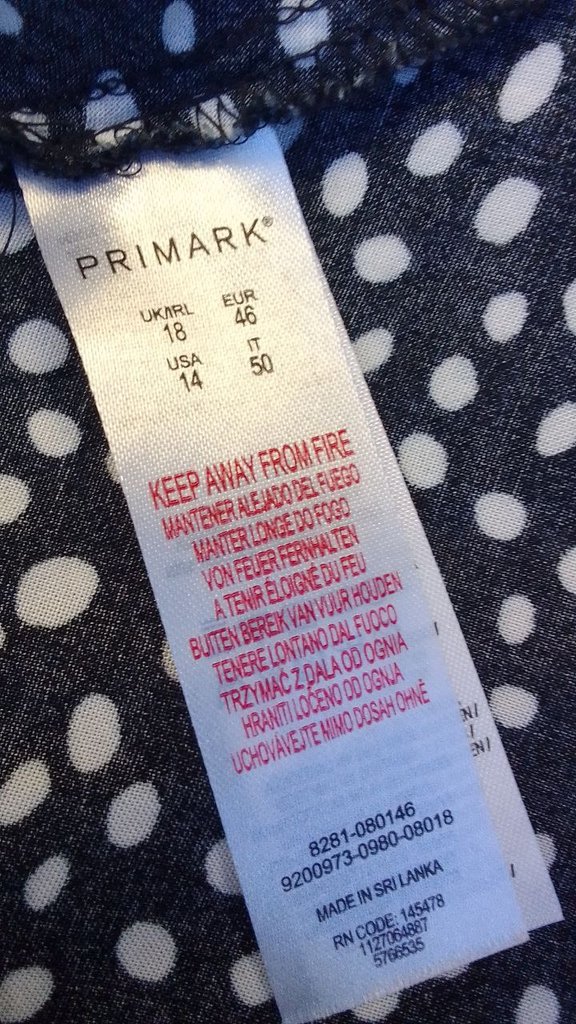 PRIMARK®
UK/IRL EUR
18 46
USA IT
14 50
KEEP AWAY FROM FIRE
MANTENER ALEJADO DEL FUEGO
MANTER LONGE DO FOGO
VON FEUER FERNHALTEN
A TENIR ÉLOIGNÉ DU FEU
BUITEN BEREIK VAN VUUR HOUDEN
TENERE LONTANO DAL FUOCO
TRZYMAĆ Z DALA OD OGNIA
HRANITI LOČENO OD OGNJA
UCHOVÁVEJTE MIMO DOSAH OHNĚ
8281-080146
9200973-0980-08018
MADE IN SRI LANKA
RN CODE: 145478
1127064887
5766535